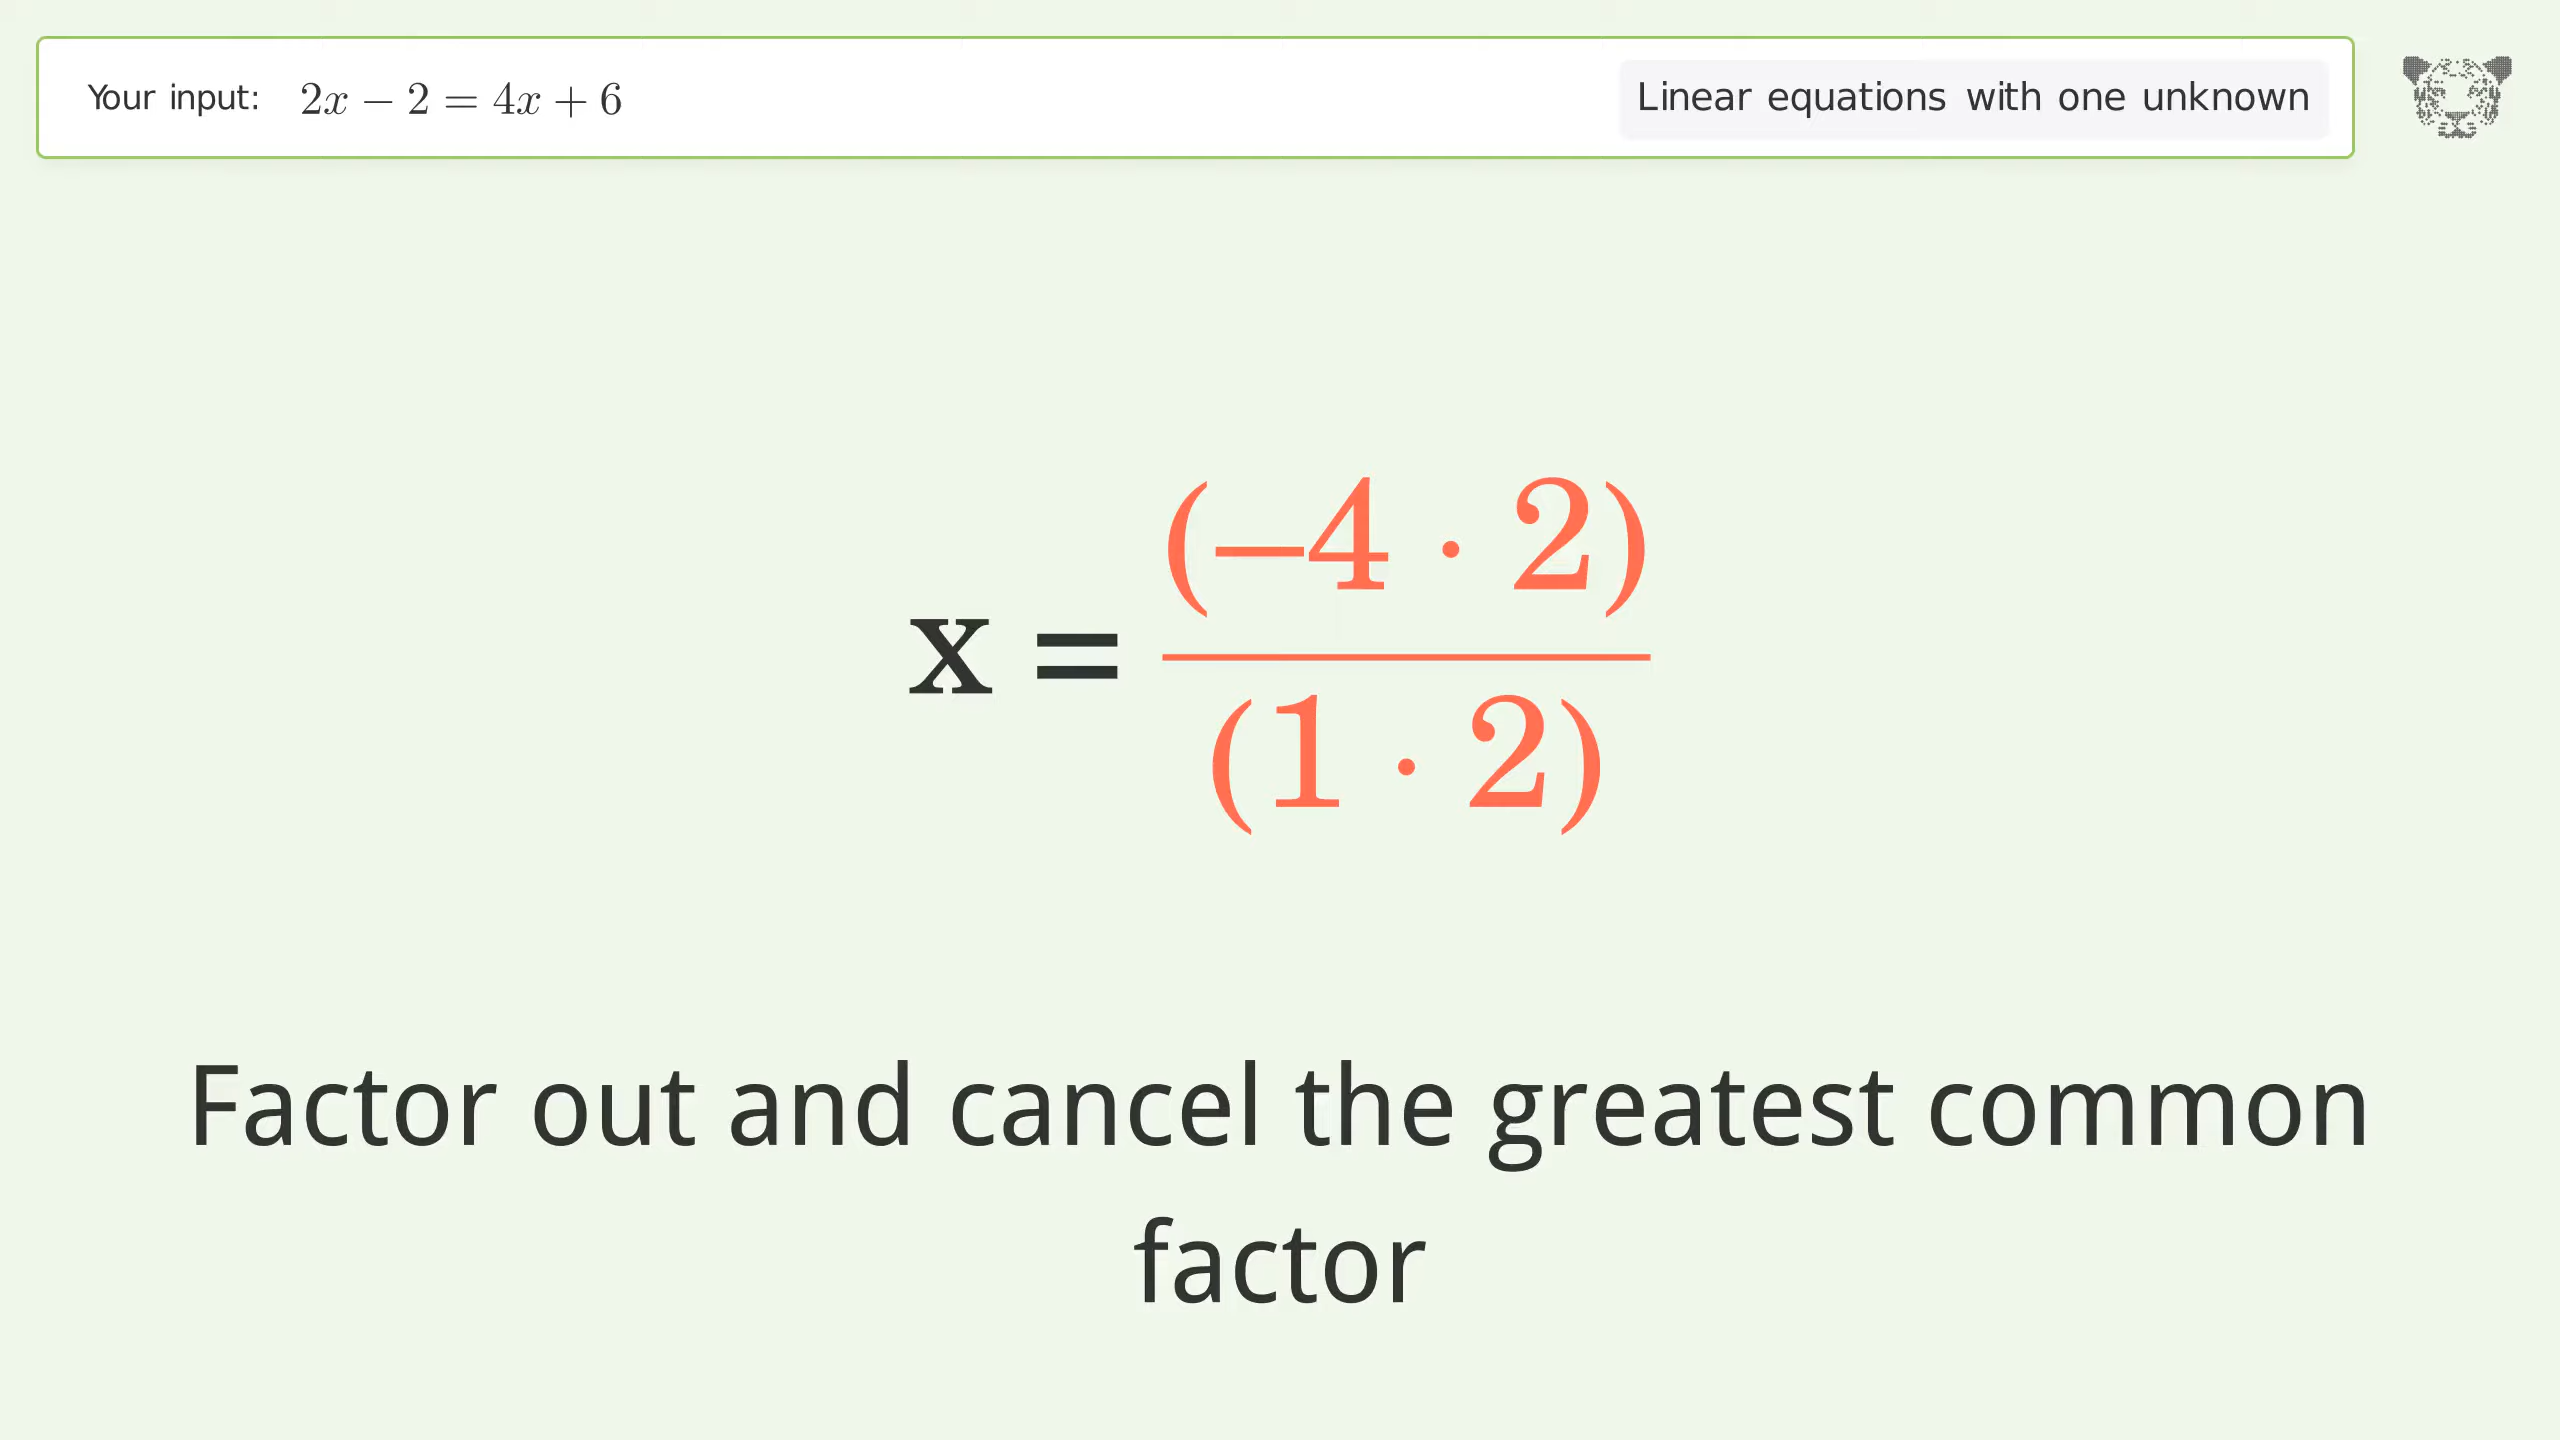 Your input: 2x − 2 = 4x + 6
Linear equations with one unknown
x = (−4 · 2) / (1 · 2)
Factor out and cancel the greatest common
factor